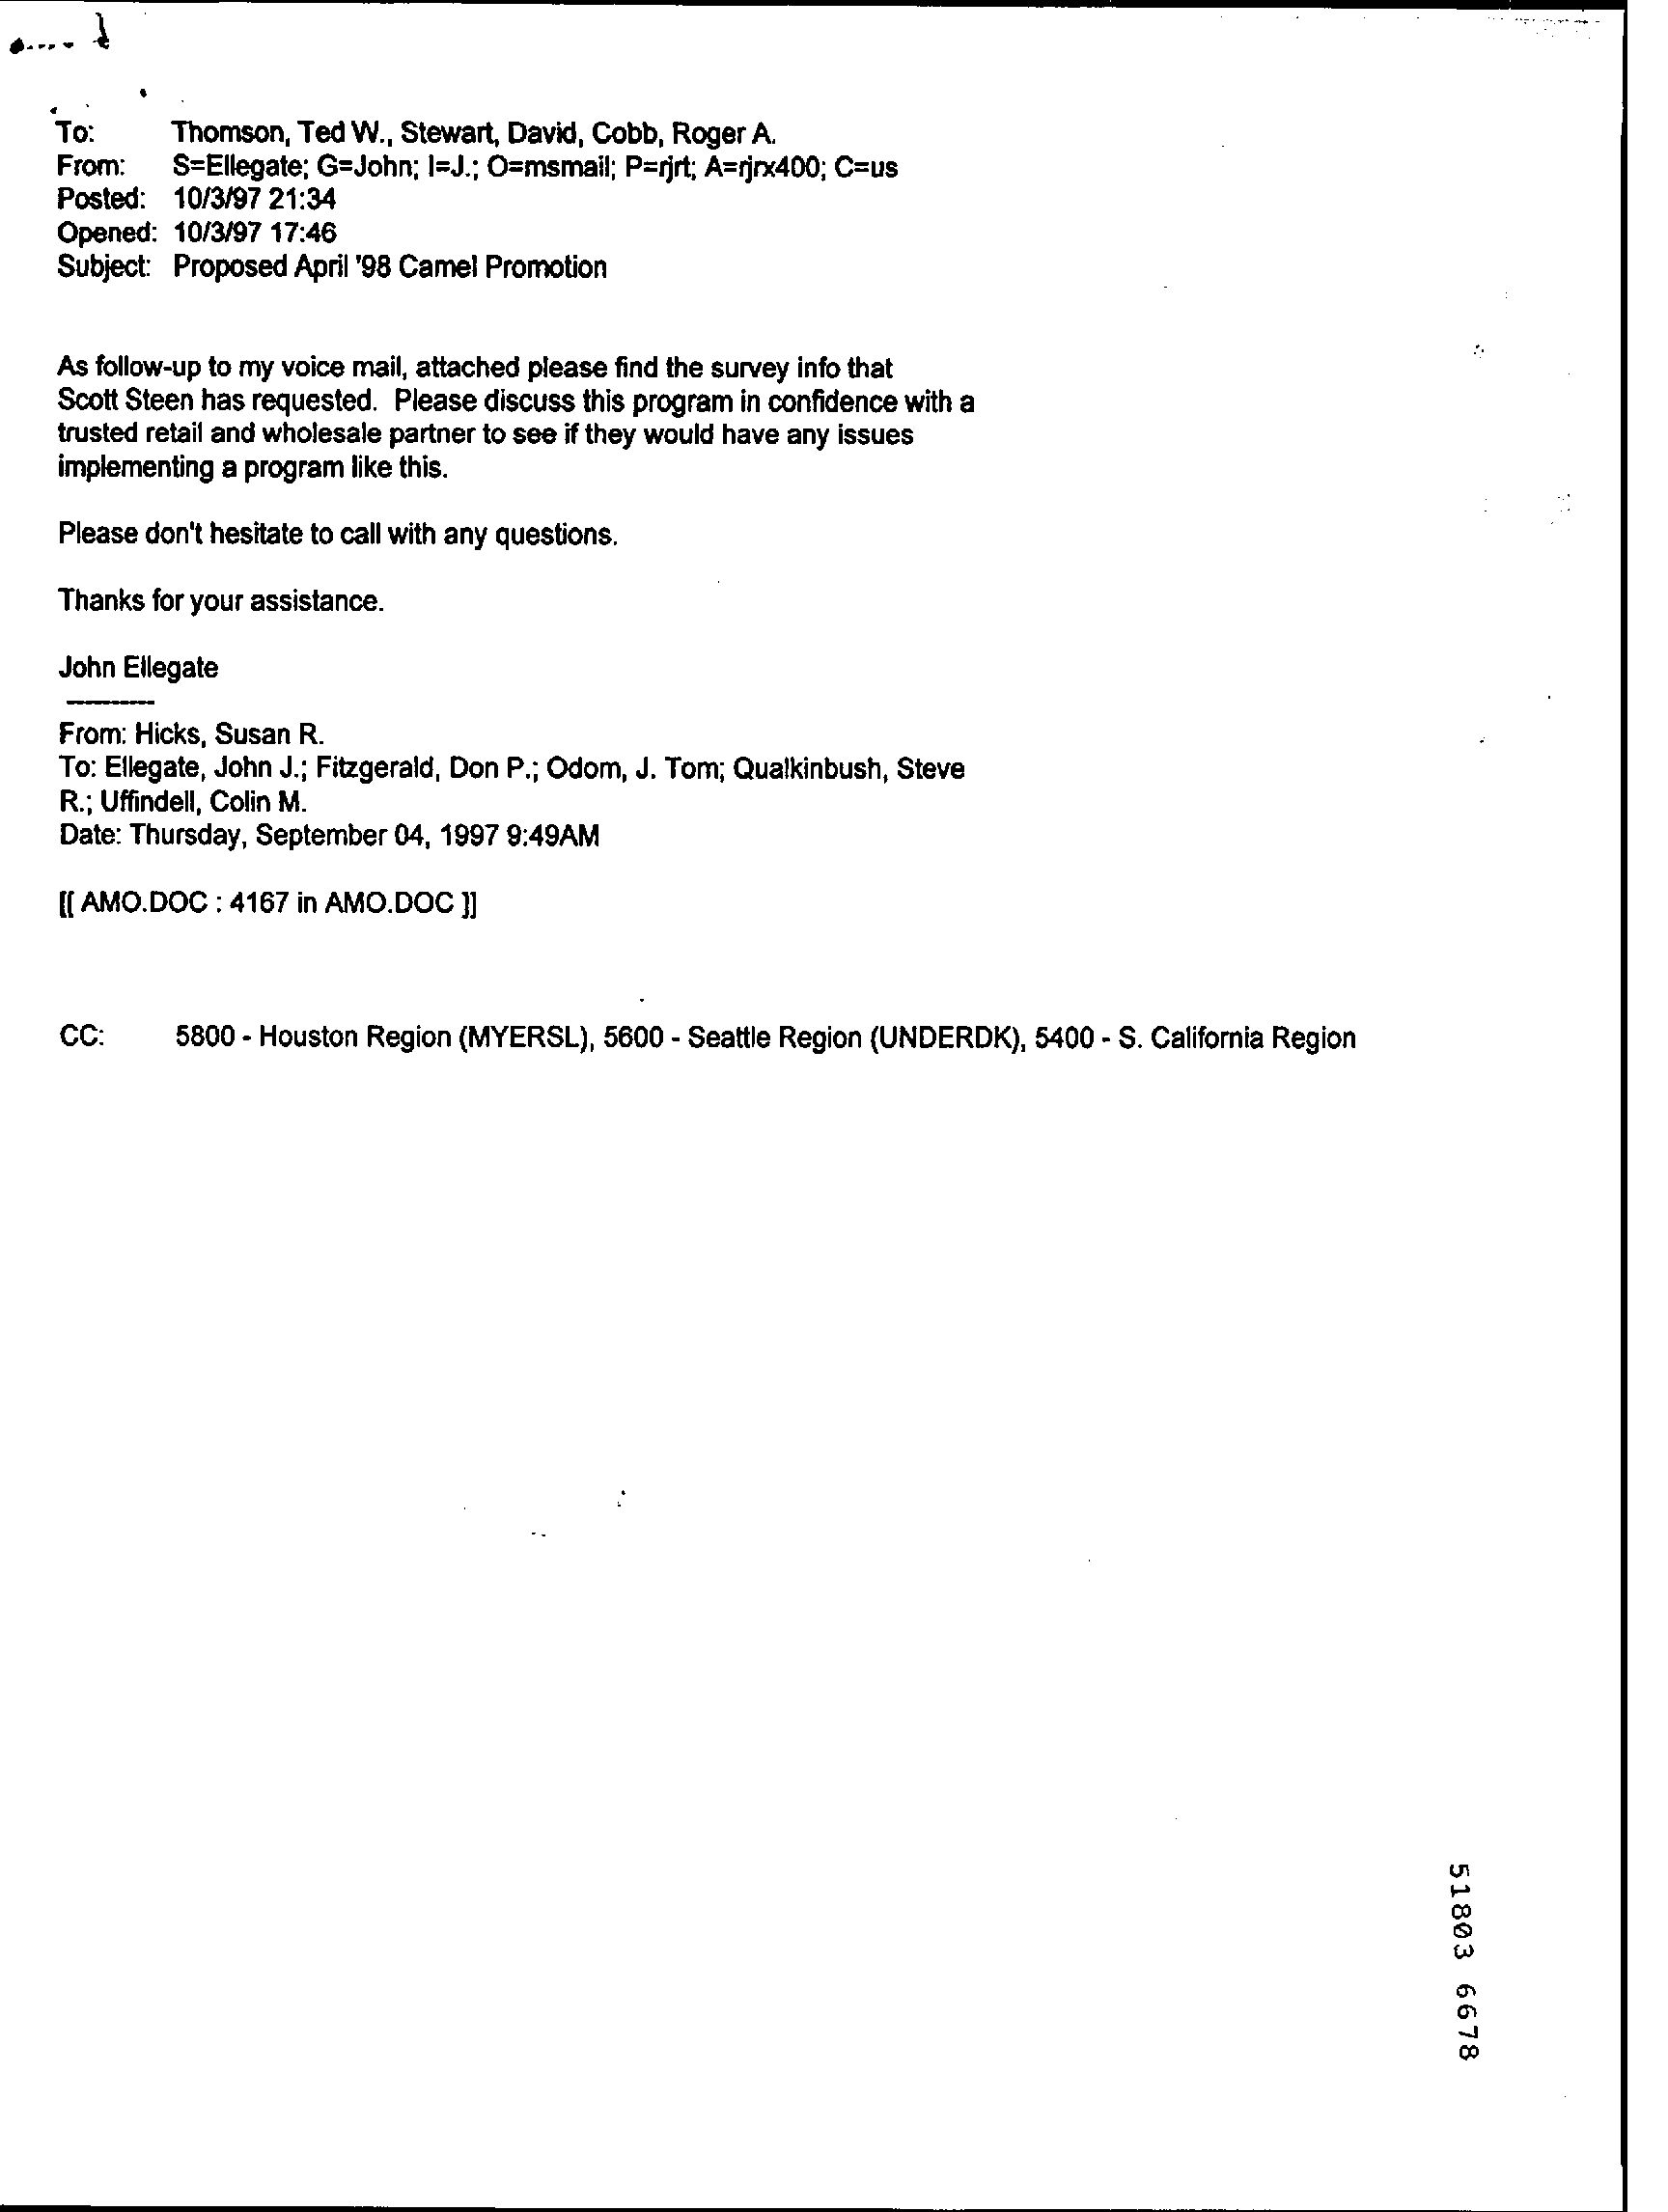 To: Thomson, Ted W., Stewart, David, Cobb, Roger A.
From: S=Ellegate; G=John; I=J.; O=msmail; P=rjrt; A=rjrx400; C=us
Posted: 10/3/97 21:34
Opened: 10/3/97 17:46
Subject: Proposed April '98 Camel Promotion
As follow-up to my voice mail, attached please find the survey info that
Scott Steen has requested. Please discuss this program in confidence with a
trusted retail and wholesale partner to see if they would have any issues
implementing a program like this.
Please don't hesitate to call with any questions.
Thanks for your assistance.
John Ellegate
----------
From: Hicks, Susan R.
To: Ellegate, John J.; Fitzgerald, Don P.; Odom, J. Tom; Qualkinbush, Steve
R.; Uffindell, Colin M.
Date: Thursday, September 04, 1997 9:49AM
[[ AMO.DOC : 4167 in AMO.DOC ]]
CC: 5800 - Houston Region (MYERSL), 5600 - Seattle Region (UNDERDK), 5400 - S. California Region
51803 6678